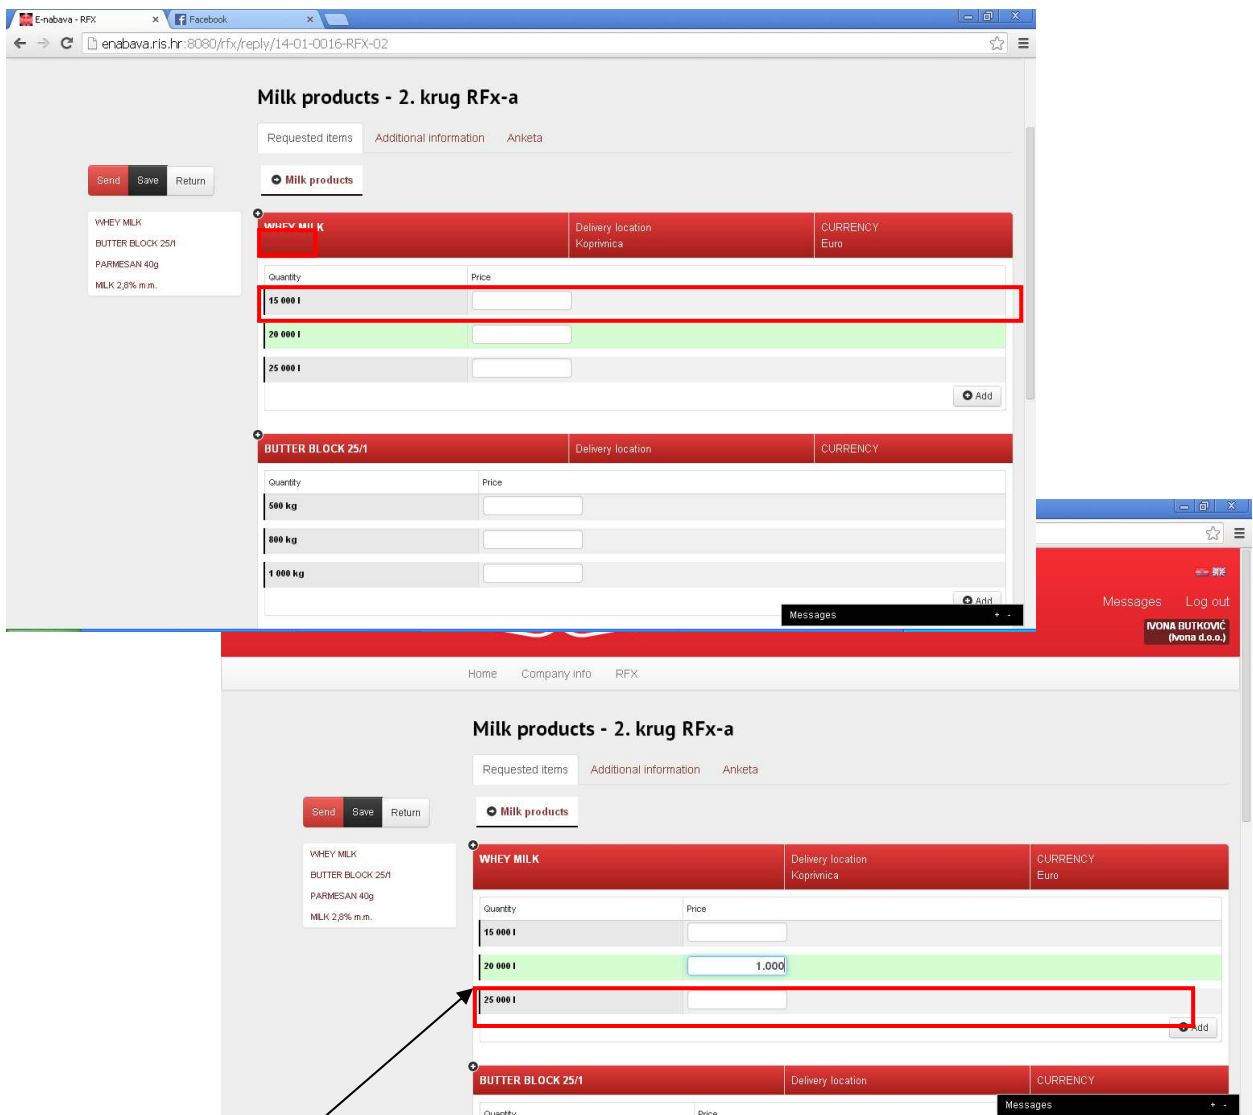 E-nabava - RFX
Facebook
enabava.ris.hr:8080/rfx/reply/14-01-0016-RFX-02
Milk products - 2. krug RFx-a
Requested items Additional information Anketa
Send Save Return
Milk products
WHEY MILK
BUTTER BLOCK 25/1
PARMESAN 40g
MILK 2,8% m.m.
WHEY MILK Delivery location CURRENCY
Koprivnica Euro
Quantity Price
15 000 l
20 000 l
25 000 l
Add
BUTTER BLOCK 25/1 Delivery location CURRENCY
Quantity Price
500 kg
800 kg
1 000 kg
Add
Messages + -
Messages Log out
IVONA BUTKOVIĆ
(Ivona d.o.o.)
Home Company info RFX
Milk products - 2. krug RFx-a
Requested items Additional information Anketa
Send Save Return
Milk products
WHEY MILK
BUTTER BLOCK 25/1
PARMESAN 40g
MILK 2,8% m.m.
WHEY MILK Delivery location CURRENCY
Koprivnica Euro
Quantity Price
15 000 l
20 000 l 1.000
25 000 l
Add
BUTTER BLOCK 25/1 Delivery location CURRENCY
Quantity Price
Messages + -